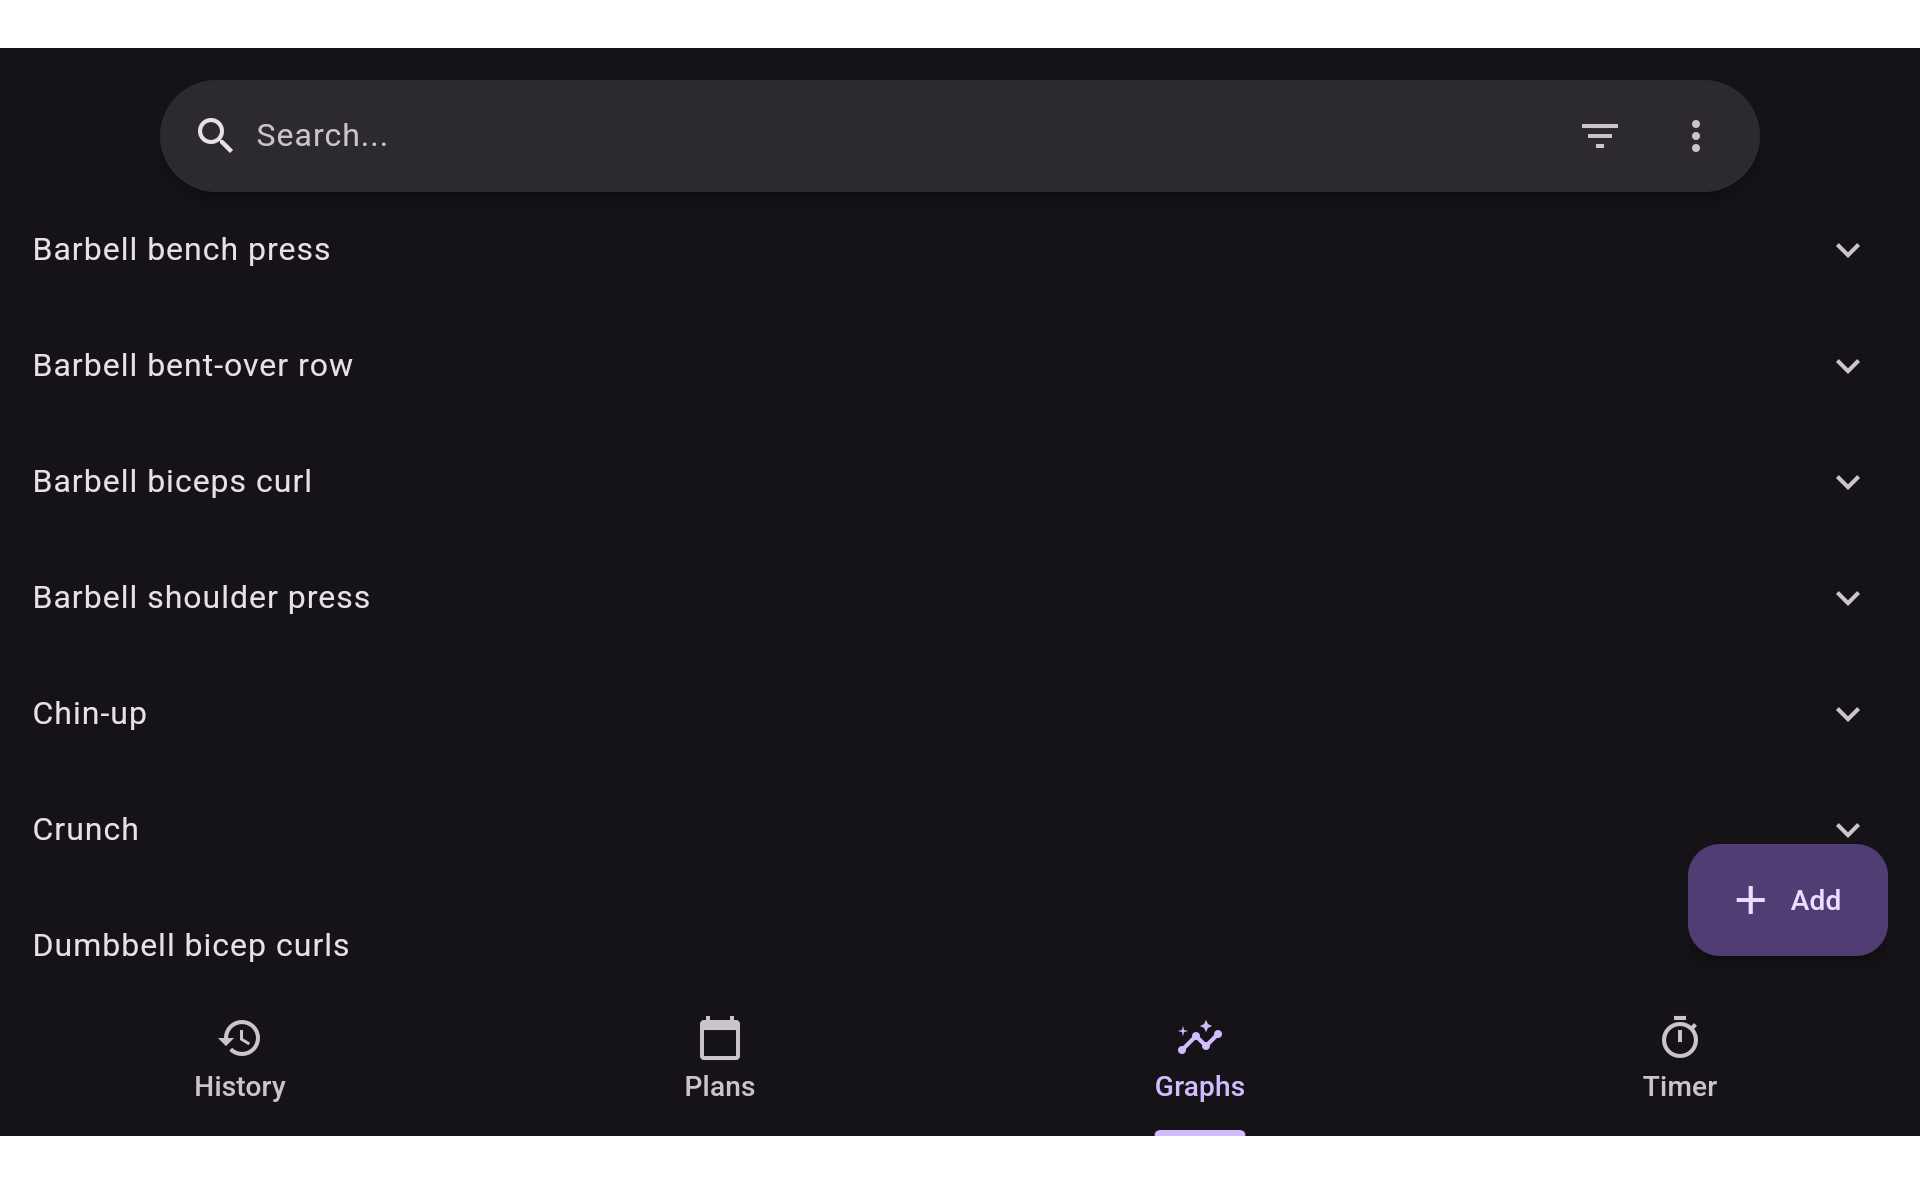 Search...
Barbell bench press
Barbell bent-over row
Barbell biceps curl
Barbell shoulder press
Chin-up
Crunch
Add
Dumbbell bicep curls
History
Plans
Graphs
Timer